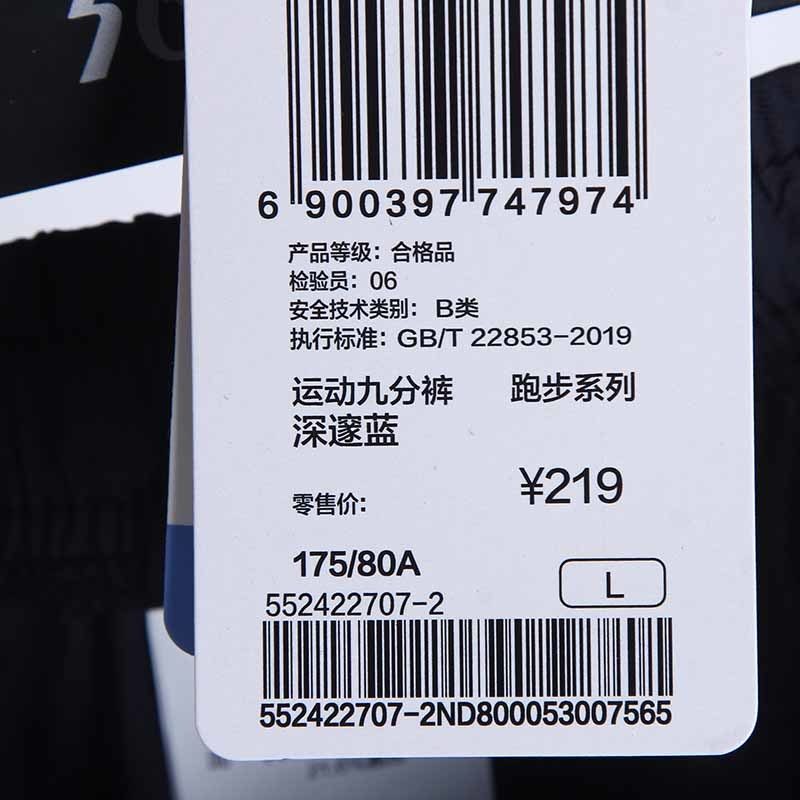 6 900397 747974
产品等级：合格品
检验员：06
安全技术类别：B类
执行标准：GB/T 22853-2019
运动九分裤 跑步系列
深邃蓝
¥219
零售价:
175/80A
L
552422707-2
552422707-2ND800053007565